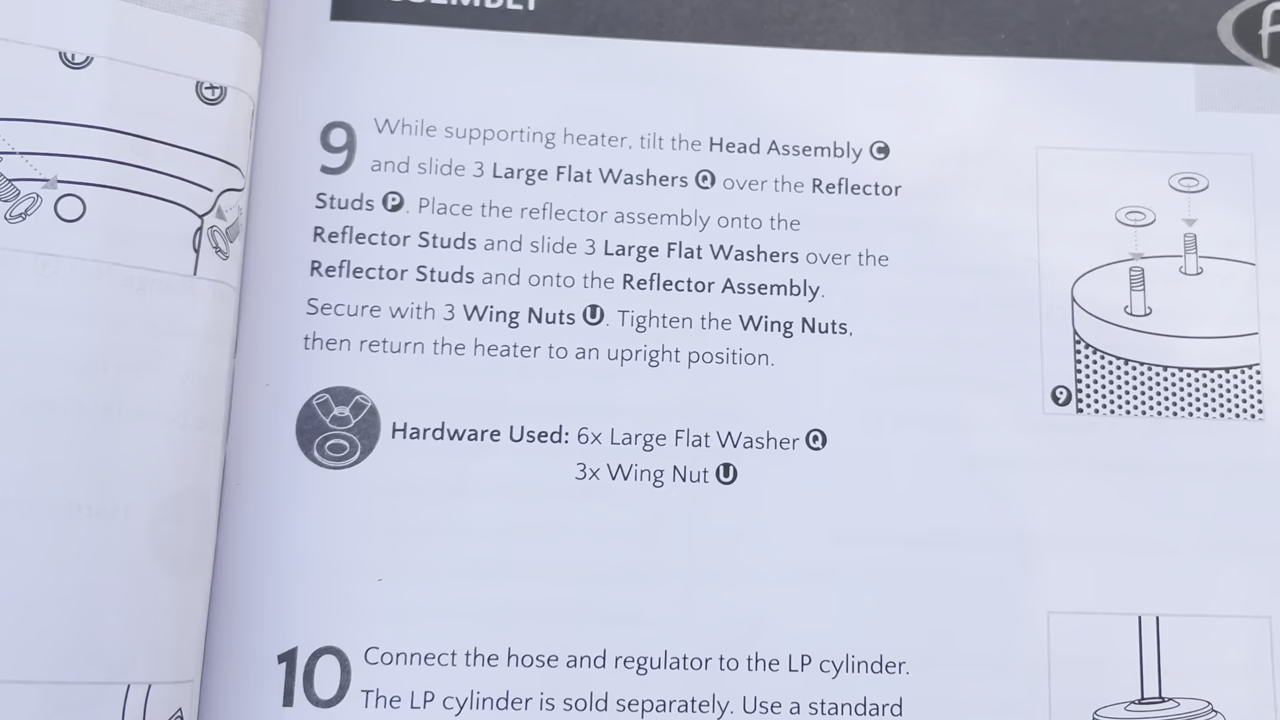 9 While supporting heater, tilt the Head Assembly C
and slide 3 Large Flat Washers Q over the Reflector
Studs P. Place the reflector assembly onto the
Reflector Studs and slide 3 Large Flat Washers over the
Reflector Studs and onto the Reflector Assembly.
Secure with 3 Wing Nuts U. Tighten the Wing Nuts,
then return the heater to an upright position.
Hardware Used: 6x Large Flat Washer Q
3x Wing Nut U
9
10 Connect the hose and regulator to the LP cylinder.
The LP cylinder is sold separately. Use a standard